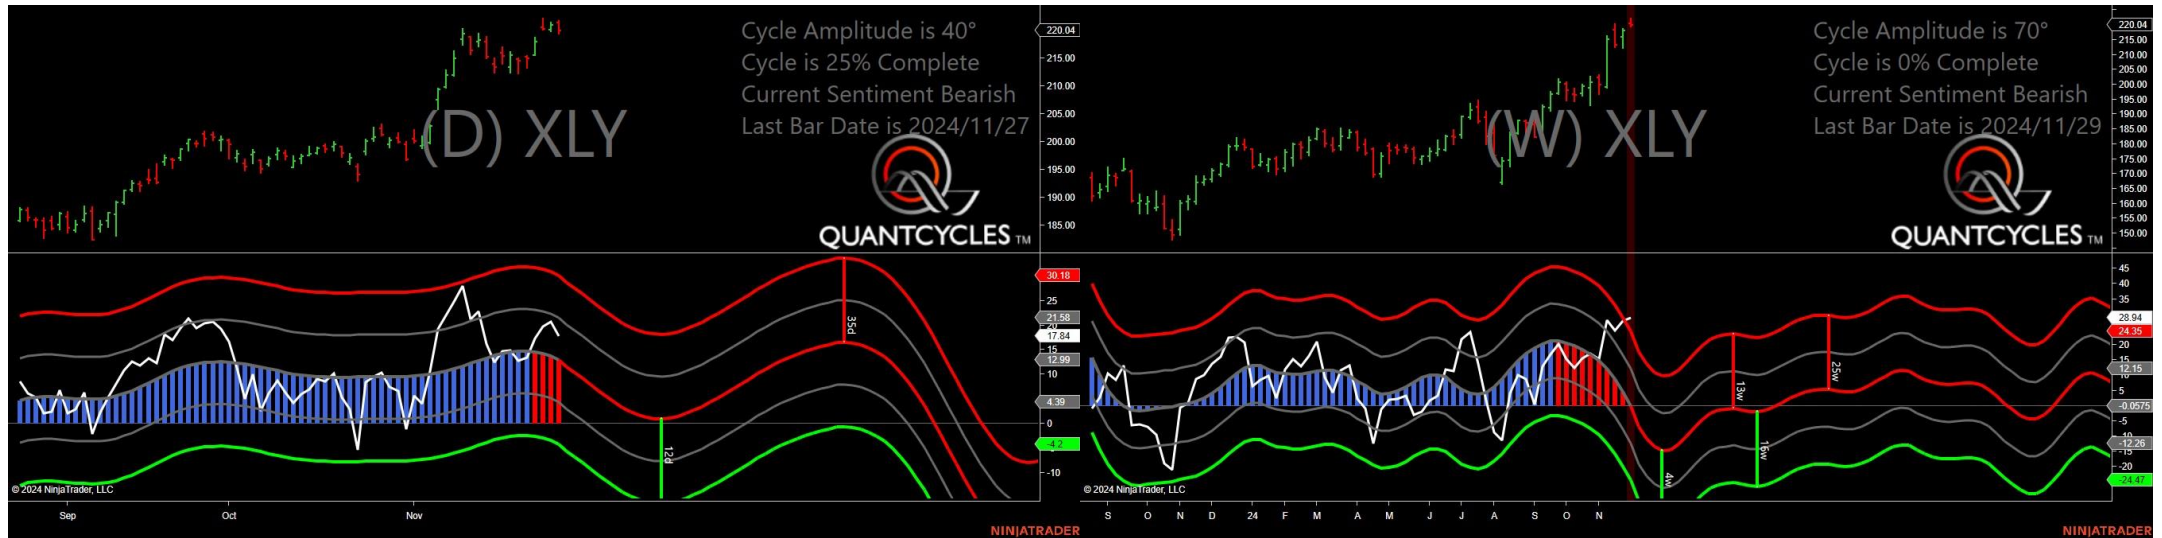 Cycle Amplitude is 40°
Cycle is 25% Complete
Current Sentiment Bearish
Last Bar Date is 2024/11/27
(D) XLY
QUANTCYCLES TM
220.04
215.00
210.00
205.00
200.00
195.00
190.00
185.00
30.18
25
21.58
20
17.84
15
12.99
10
4.39
0
-4.2
-10
35d
12d
© 2024 NinjaTrader, LLC
Sep Oct Nov
NINJATRADER
Cycle Amplitude is 70°
Cycle is 0% Complete
Current Sentiment Bearish
Last Bar Date is 2024/11/29
(W) XLY
QUANTCYCLES TM
220.04
215.00
210.00
205.00
200.00
195.00
190.00
185.00
180.00
175.00
170.00
165.00
160.00
155.00
150.00
45
40
35
28.94
24.35
20
15
12.15
5
-0.0575
-5
-12.26
-15
-20
-24.47
13w
25w
16w
4w
© 2024 NinjaTrader, LLC
S O N D 24 F M A M J J A S O N
NINJATRADER